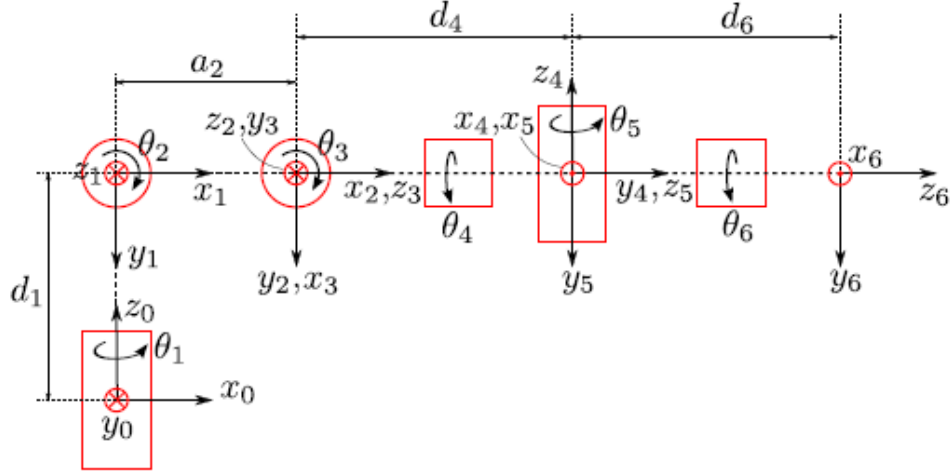 d₄ d₆
a₂
z₄
z₂,y₃ x₄,x₅ θ₅
θ₂ θ₃ x₆
z₁ x₁ x₂,z₃ y₄,z₅ z₆
θ₄ θ₆
y₁ y₂,x₃ y₅ y₆
d₁
z₀
θ₁
x₀
y₀